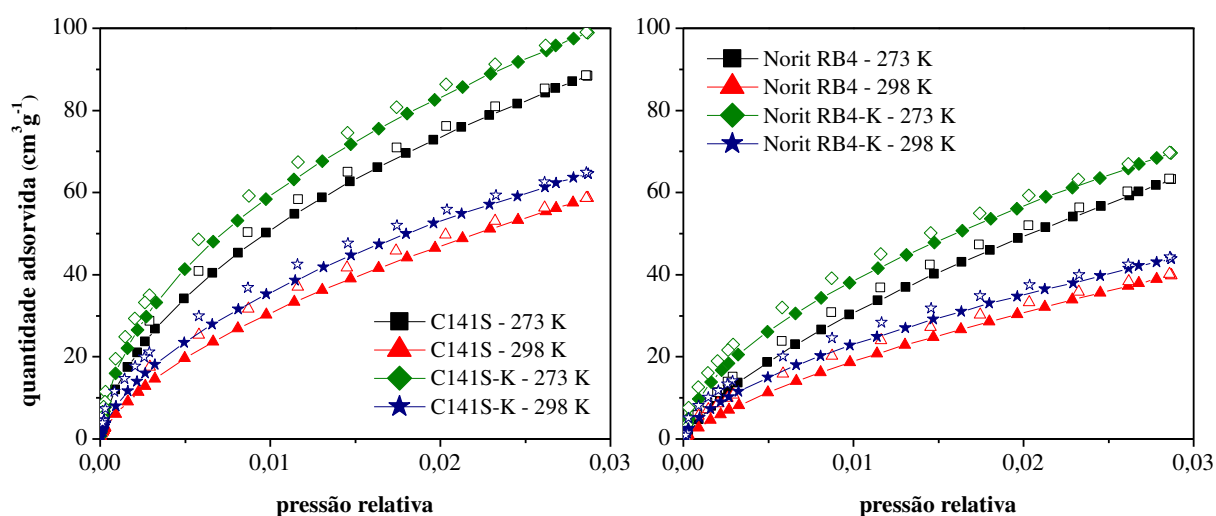 quantidade adsorvida (cm³g⁻¹)
100
80
60
40
20
0
0,00
0,01
0,02
0,03
pressão relativa
C141S - 273 K
C141S - 298 K
C141S-K - 273 K
C141S-K - 298 K
100
80
60
40
20
0
0,00
0,01
0,02
0,03
pressão relativa
Norit RB4 - 273 K
Norit RB4 - 298 K
Norit RB4-K - 273 K
Norit RB4-K - 298 K